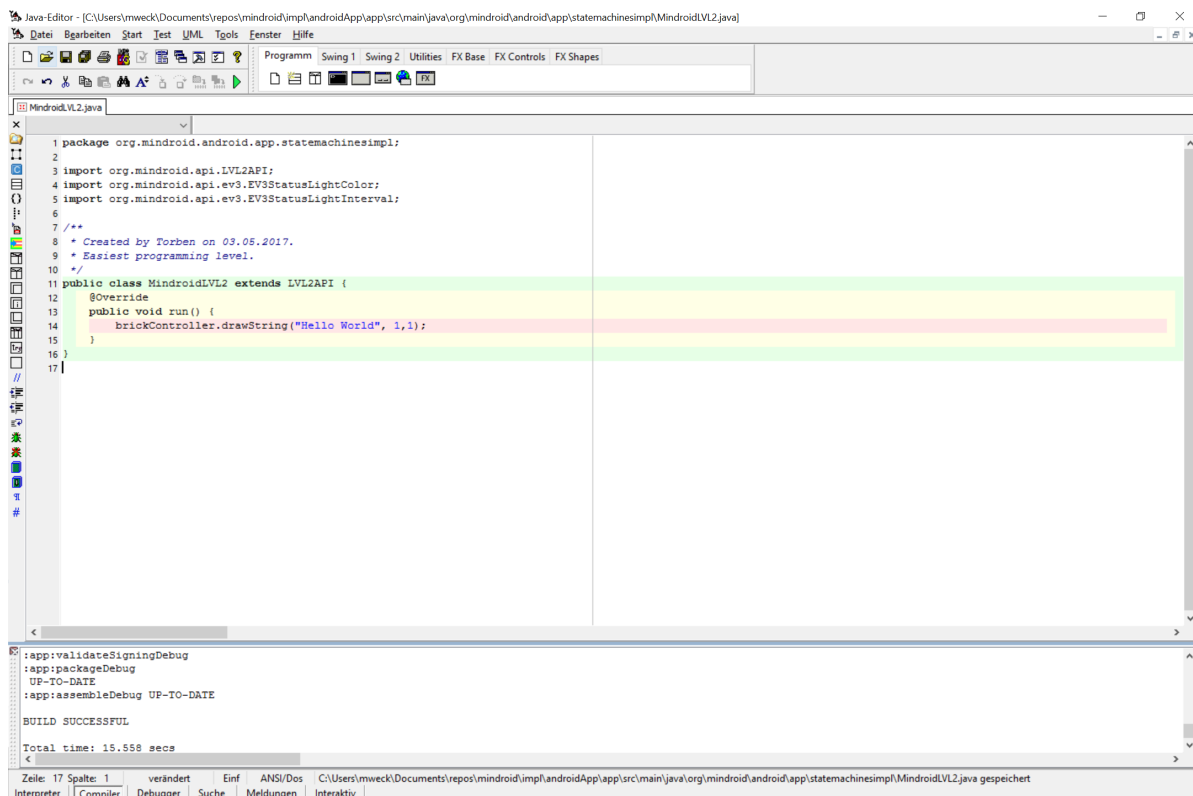 Java-Editor - [C:\Users\mweck\Documents\repos\mindroid\impl\androidApp\app\src\main\java\org\mindroid\android\app\statemachinesimpl\MindroidLVL2.java]
Datei Bearbeiten Start Test UML Tools Fenster Hilfe
Programm Swing 1 Swing 2 Utilities FX Base FX Controls FX Shapes
FX
MindroidLVL2.java
1 package org.mindroid.android.app.statemachinesimpl;
2
3 import org.mindroid.api.LVL2API;
4 import org.mindroid.api.ev3.EV3StatusLightColor;
5 import org.mindroid.api.ev3.EV3StatusLightInterval;
6
7 /**
8  * Created by Torben on 03.05.2017.
9  * Easiest programming level.
10  */
11 public class MindroidLVL2 extends LVL2API {
12     @Override
13     public void run() {
14         brickController.drawString("Hello World", 1,1);
15     }
16 }
17
:app:validateSigningDebug
:app:packageDebug
UP-TO-DATE
:app:assembleDebug UP-TO-DATE
BUILD SUCCESSFUL
Total time: 15.558 secs
Zeile: 17 Spalte: 1 verändert Einf ANSI/Dos C:\Users\mweck\Documents\repos\mindroid\impl\androidApp\app\src\main\java\org\mindroid\android\app\statemachinesimpl\MindroidLVL2.java gespeichert
Interpreter Compiler Debugger Suche Meldungen Interaktiv